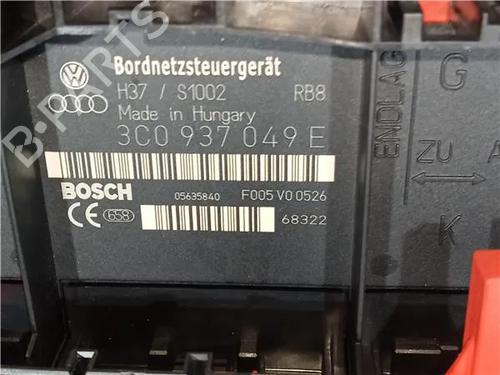 B-PARTS
Bordnetzsteuergerät
H37 / S1002 RB8
Made in Hungary
3C0 937 049 E
BOSCH 05635840 F005 V0 0526
CE 658 68322
ENDLAG
G
ZU A
K